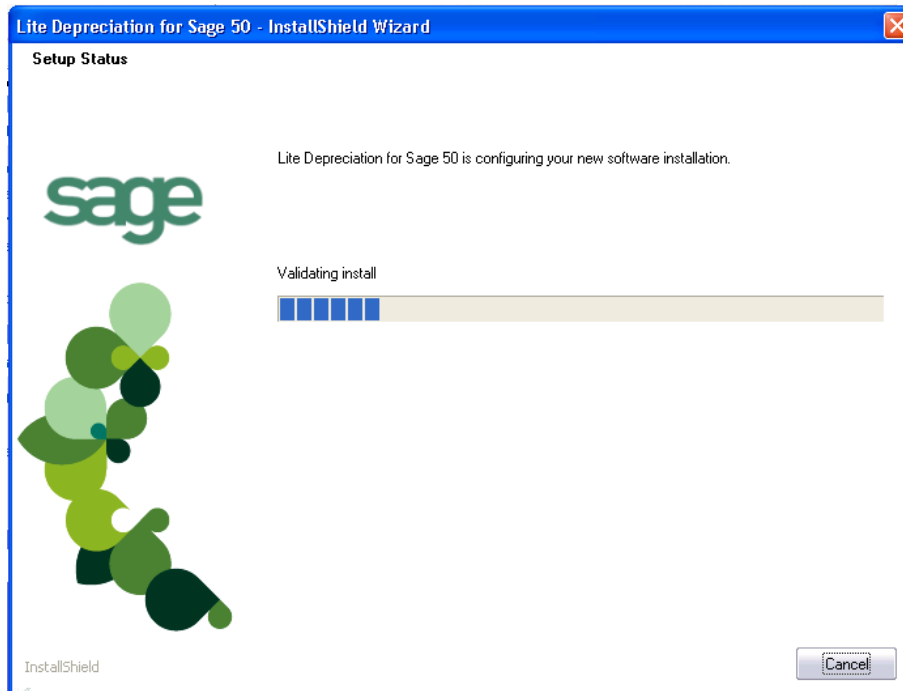 Lite Depreciation for Sage 50 - InstallShield Wizard
Setup Status
Lite Depreciation for Sage 50 is configuring your new software installation.
sage
Validating install
InstallShield
Cancel